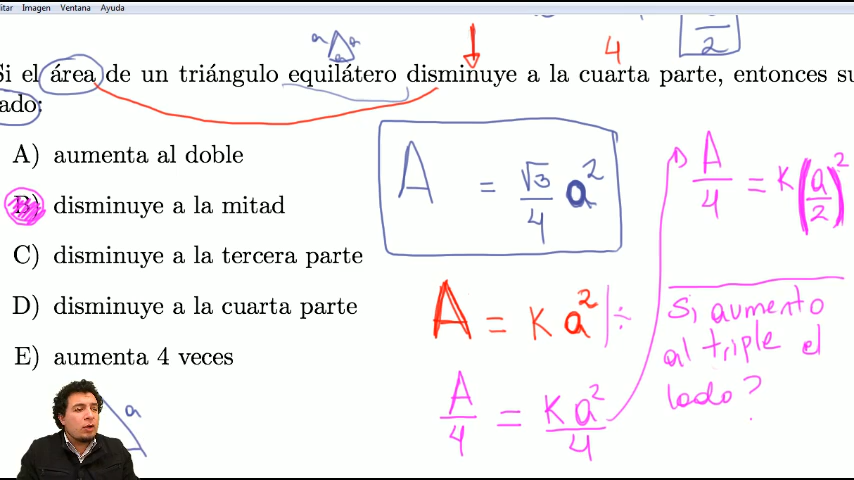 itar Imagen Ventana Ayuda
a a
4
2
Si el área de un triángulo equilátero disminuye a la cuarta parte, entonces su
lado:
A) aumenta al doble
B) disminuye a la mitad
C) disminuye a la tercera parte
D) disminuye a la cuarta parte
E) aumenta 4 veces
a
A = √3/4 a²
A = K a² | ÷
A/4 = K a²/4
A/4 = K (a/2)²
Si aumento
al triple el
lado?